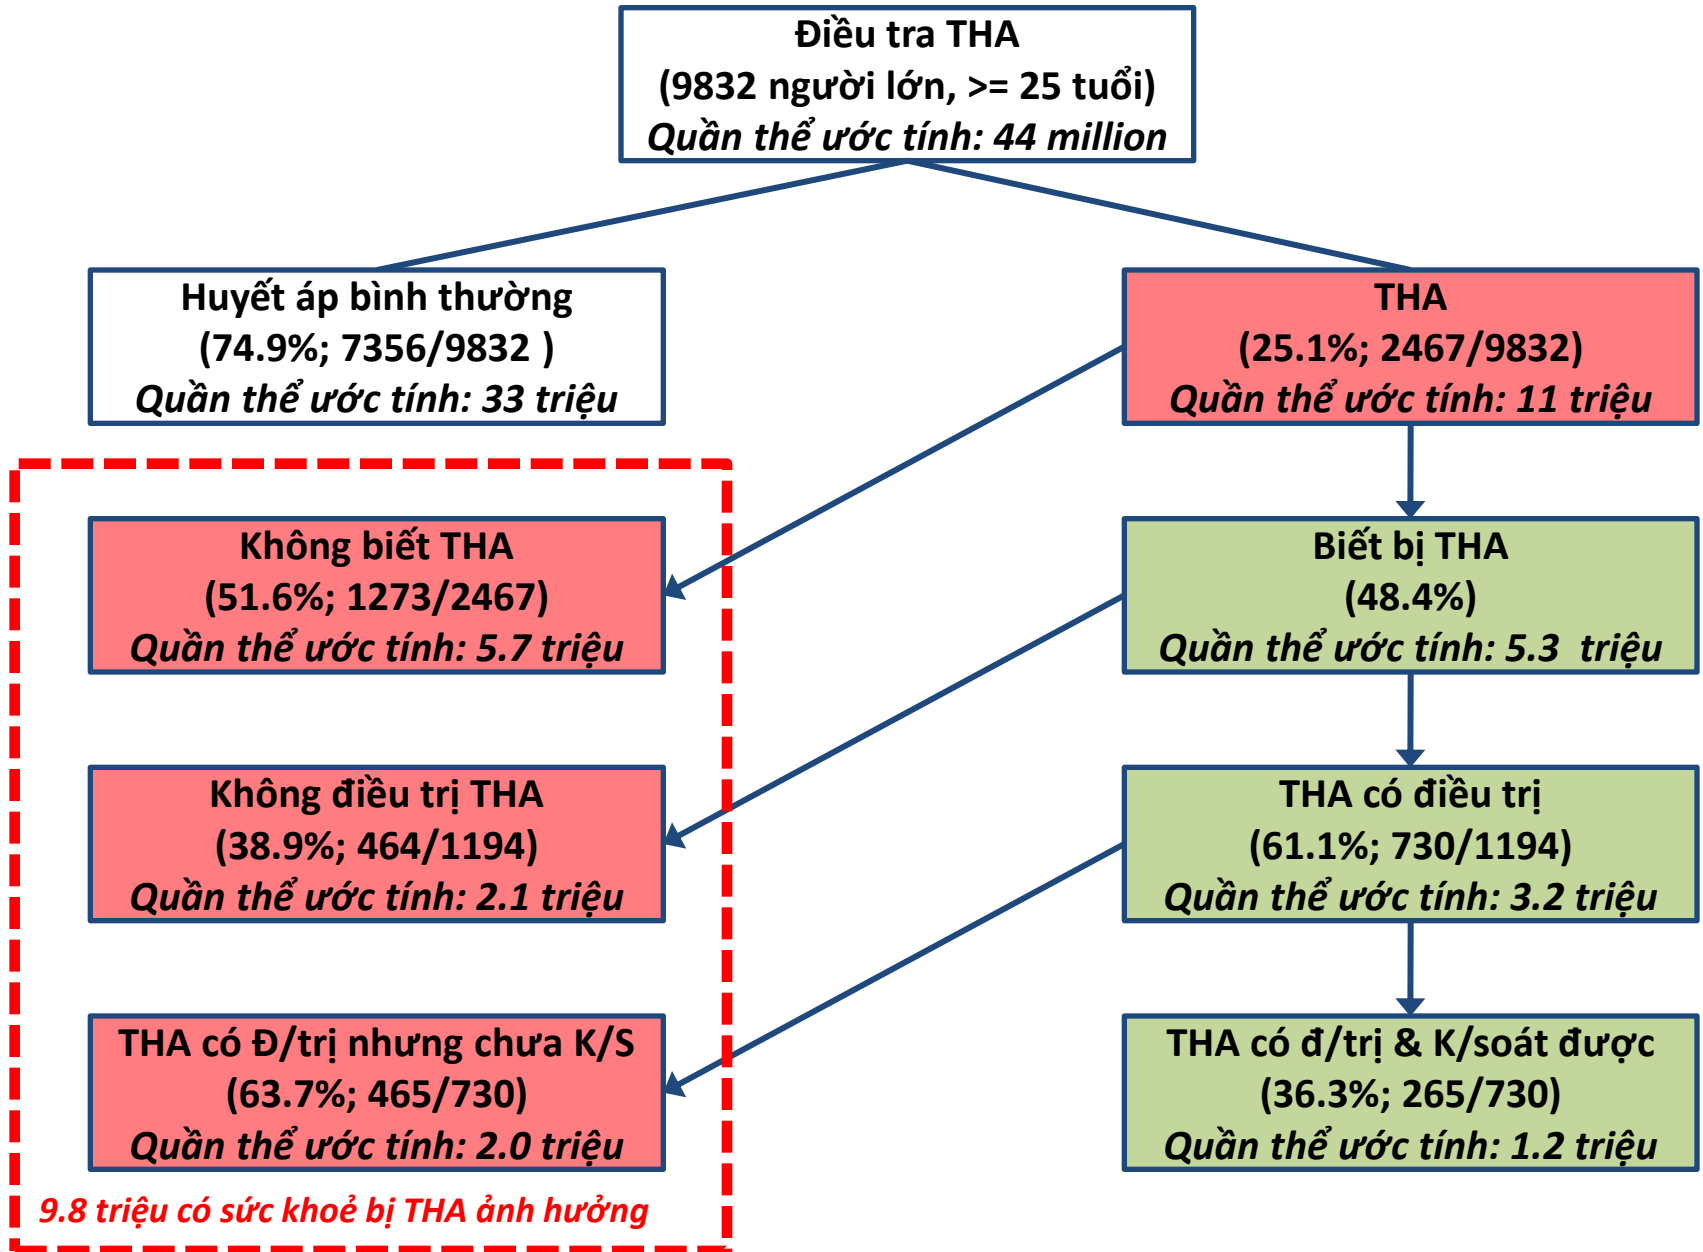 Điều tra THA
(9832 người lớn, >= 25 tuổi)
Quần thể ước tính: 44 million
Huyết áp bình thường
(74.9%; 7356/9832 )
Quần thể ước tính: 33 triệu
THA
(25.1%; 2467/9832)
Quần thể ước tính: 11 triệu
Không biết THA
(51.6%; 1273/2467)
Quần thể ước tính: 5.7 triệu
Biết bị THA
(48.4%)
Quần thể ước tính: 5.3  triệu
Không điều trị THA
(38.9%; 464/1194)
Quần thể ước tính: 2.1 triệu
THA có điều trị
(61.1%; 730/1194)
Quần thể ước tính: 3.2 triệu
THA có Đ/trị nhưng chưa K/S
(63.7%; 465/730)
Quần thể ước tính: 2.0 triệu
THA có đ/trị & K/soát được
(36.3%; 265/730)
Quần thể ước tính: 1.2 triệu
9.8 triệu có sức khoẻ bị THA ảnh hưởng